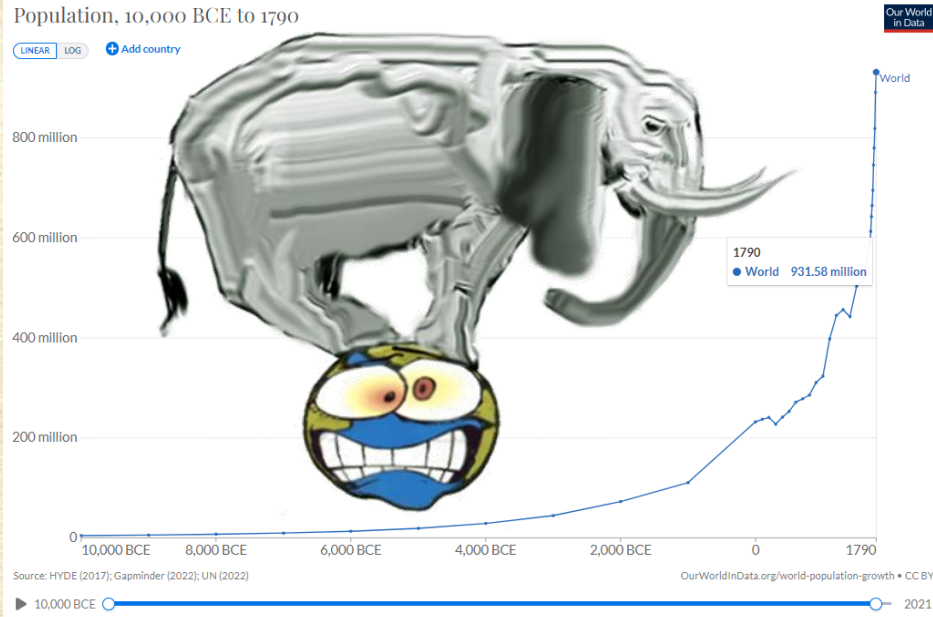 Population, 10,000 BCE to 1790
Our World
in Data
LINEAR LOG
Add country
World
800 million
600 million
1790
World 931.58 million
400 million
200 million
0
10,000 BCE 8,000 BCE 6,000 BCE 4,000 BCE 2,000 BCE 0 1790
Source: HYDE (2017); Gapminder (2022); UN (2022) OurWorldInData.org/world-population-growth • CC BY
10,000 BCE 2021